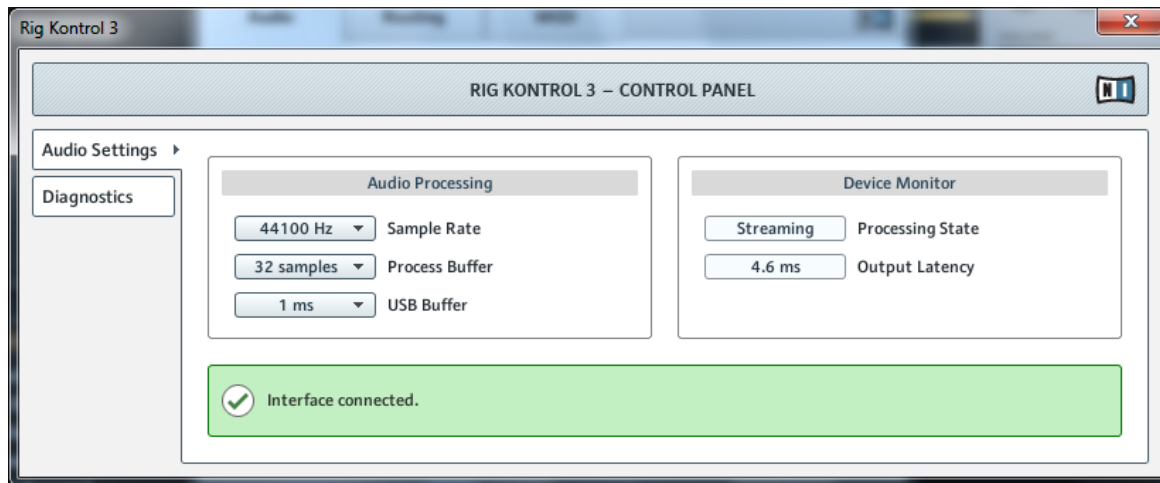 Rig Kontrol 3
RIG KONTROL 3 – CONTROL PANEL
NI
Audio Settings
Diagnostics
Audio Processing
44100 Hz Sample Rate
32 samples Process Buffer
1 ms USB Buffer
Device Monitor
Streaming Processing State
4.6 ms Output Latency
Interface connected.